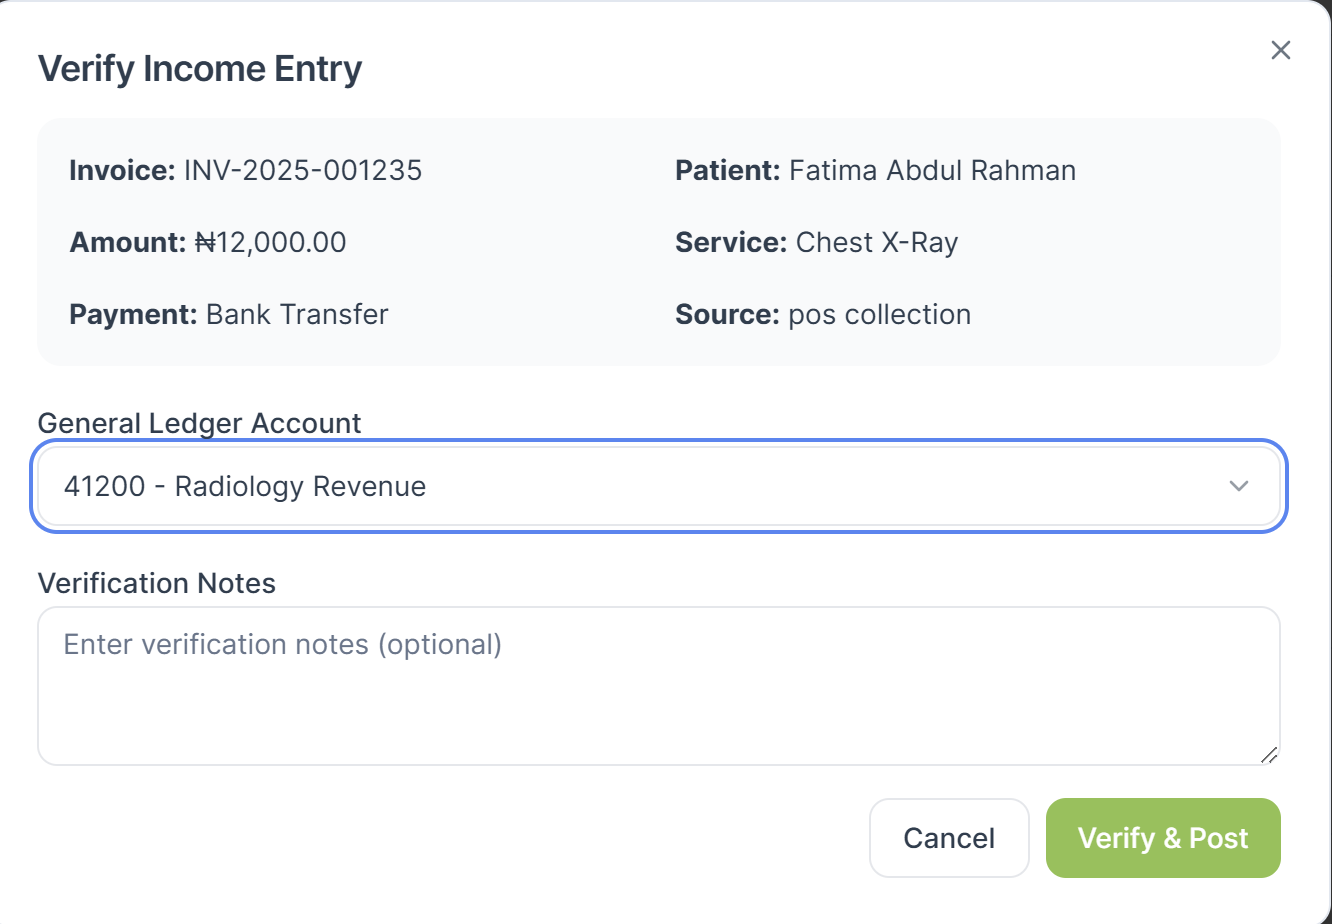 Verify Income Entry
Invoice: INV-2025-001235
Patient: Fatima Abdul Rahman
Amount: ₦12,000.00
Service: Chest X-Ray
Payment: Bank Transfer
Source: pos collection
General Ledger Account
41200 - Radiology Revenue
Verification Notes
Enter verification notes (optional)
Cancel
Verify & Post